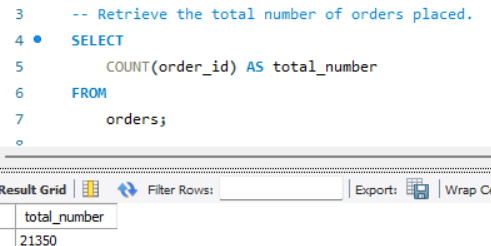 3 -- Retrieve the total number of orders placed.
4 SELECT
5 COUNT(order_id) AS total_number
6 FROM
7 orders;
Result Grid Filter Rows: Export: Wrap
total_number
21350